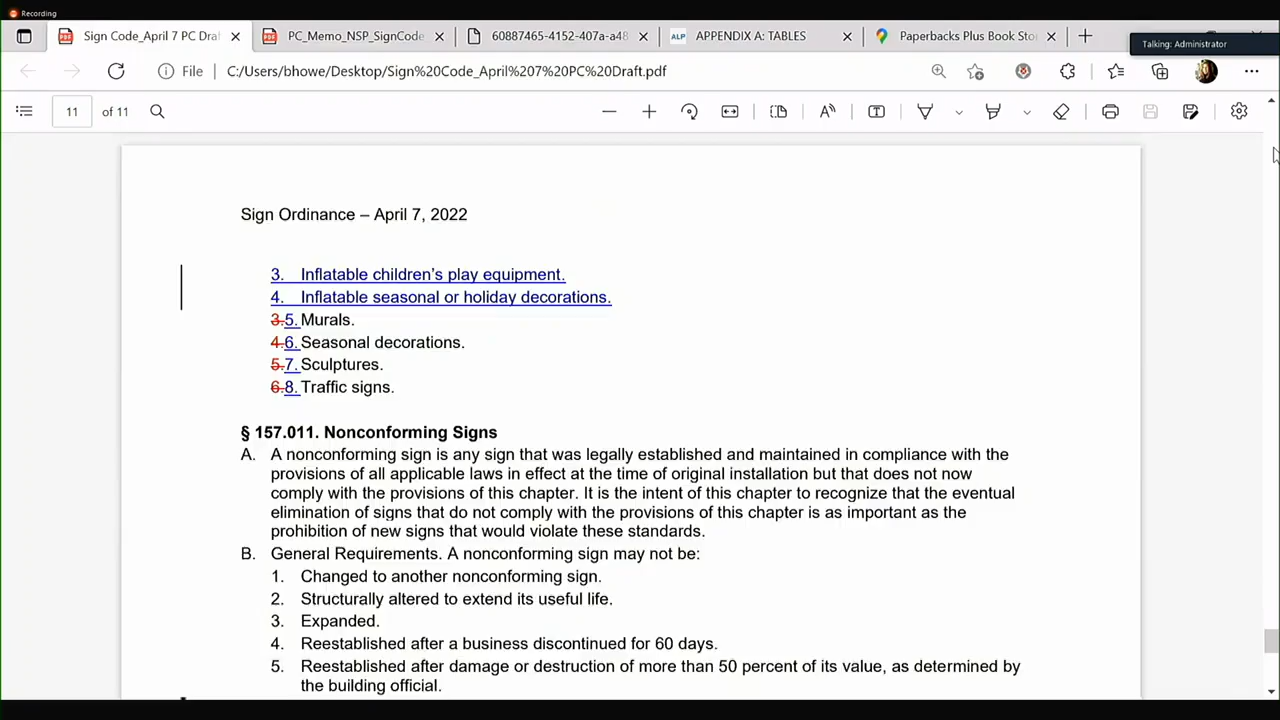 Recording
Sign Code_April 7 PC Dra
PC_Memo_NSP_SignCode
60887465-4152-407a-a48
ALP APPENDIX A: TABLES
Paperbacks Plus Book Sto
Talking: Administrator
File C:/Users/bhowe/Desktop/Sign%20Code_April%207%20PC%20Draft.pdf
11 of 11
Sign Ordinance – April 7, 2022
3. Inflatable children's play equipment.
4. Inflatable seasonal or holiday decorations.
3.5. Murals.
4.6. Seasonal decorations.
5.7. Sculptures.
6.8. Traffic signs.
§ 157.011. Nonconforming Signs
A. A nonconforming sign is any sign that was legally established and maintained in compliance with the
provisions of all applicable laws in effect at the time of original installation but that does not now
comply with the provisions of this chapter. It is the intent of this chapter to recognize that the eventual
elimination of signs that do not comply with the provisions of this chapter is as important as the
prohibition of new signs that would violate these standards.
B. General Requirements. A nonconforming sign may not be:
1. Changed to another nonconforming sign.
2. Structurally altered to extend its useful life.
3. Expanded.
4. Reestablished after a business discontinued for 60 days.
5. Reestablished after damage or destruction of more than 50 percent of its value, as determined by
the building official.